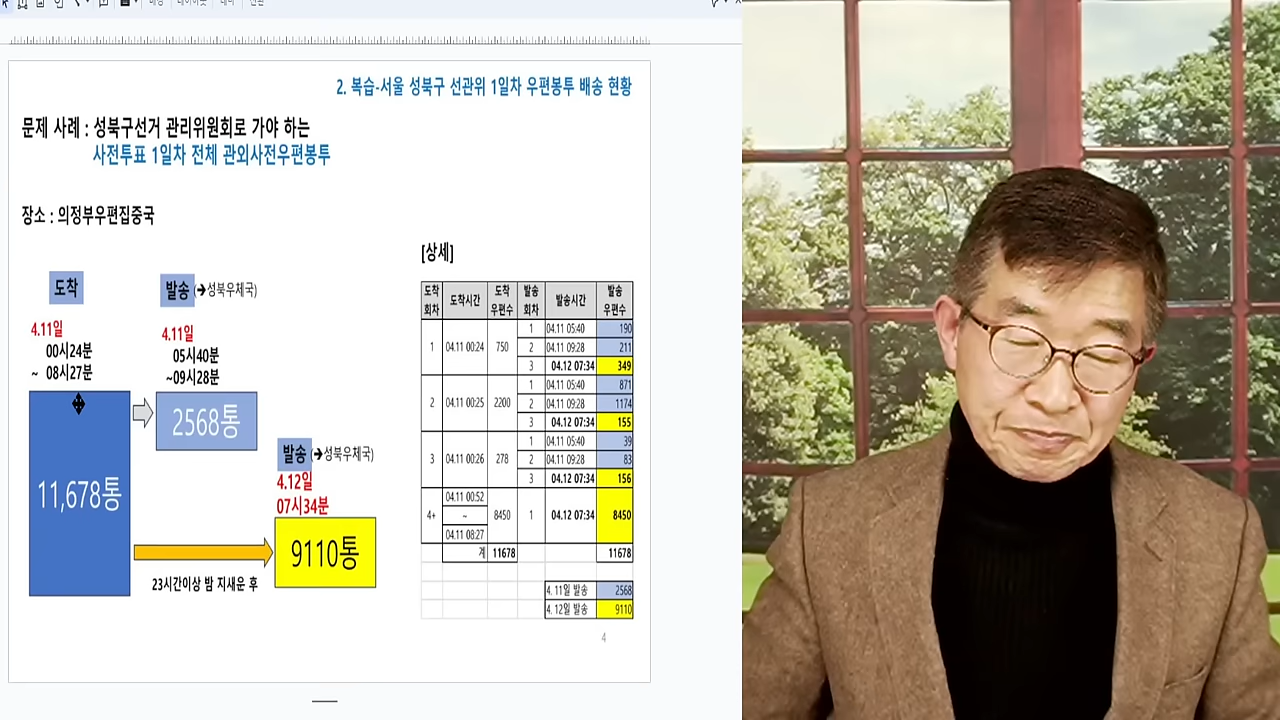 2. 복습-서울 성북구 선관위 1일차 우편봉투 배송 현황
문제 사례 : 성북구선거 관리위원회로 가야 하는
사전투표 1일차 전체 관외사전우편봉투
장소 : 의정부우편집중국
도착
4.11일
00시24분
~ 08시27분
11,678통
발송(➔성북우체국)
4.11일
05시40분
~09시28분
2568통
발송(➔성북우체국)
4.12일
07시34분
9110통
23시간이상 밤 지새운 후
[상세]
도착 회차 도착시간 도착 우편수 발송 회차 발송시간 발송 우편수
1 04.11 00:24 750 1 04.11 05:40 190
2 04.11 09:28 211
3 04.12 07:34 349
2 04.11 00:25 2200 1 04.11 05:40 871
2 04.11 09:28 1174
3 04.12 07:34 155
3 04.11 00:26 278 1 04.11 05:40 39
2 04.11 09:28 83
3 04.12 07:34 156
4+ 04.11 00:52 ~ 04.11 08:27 8450 1 04.12 07:34 8450
계 11678 11678
4. 11일 발송 2568
4. 12일 발송 9110
4